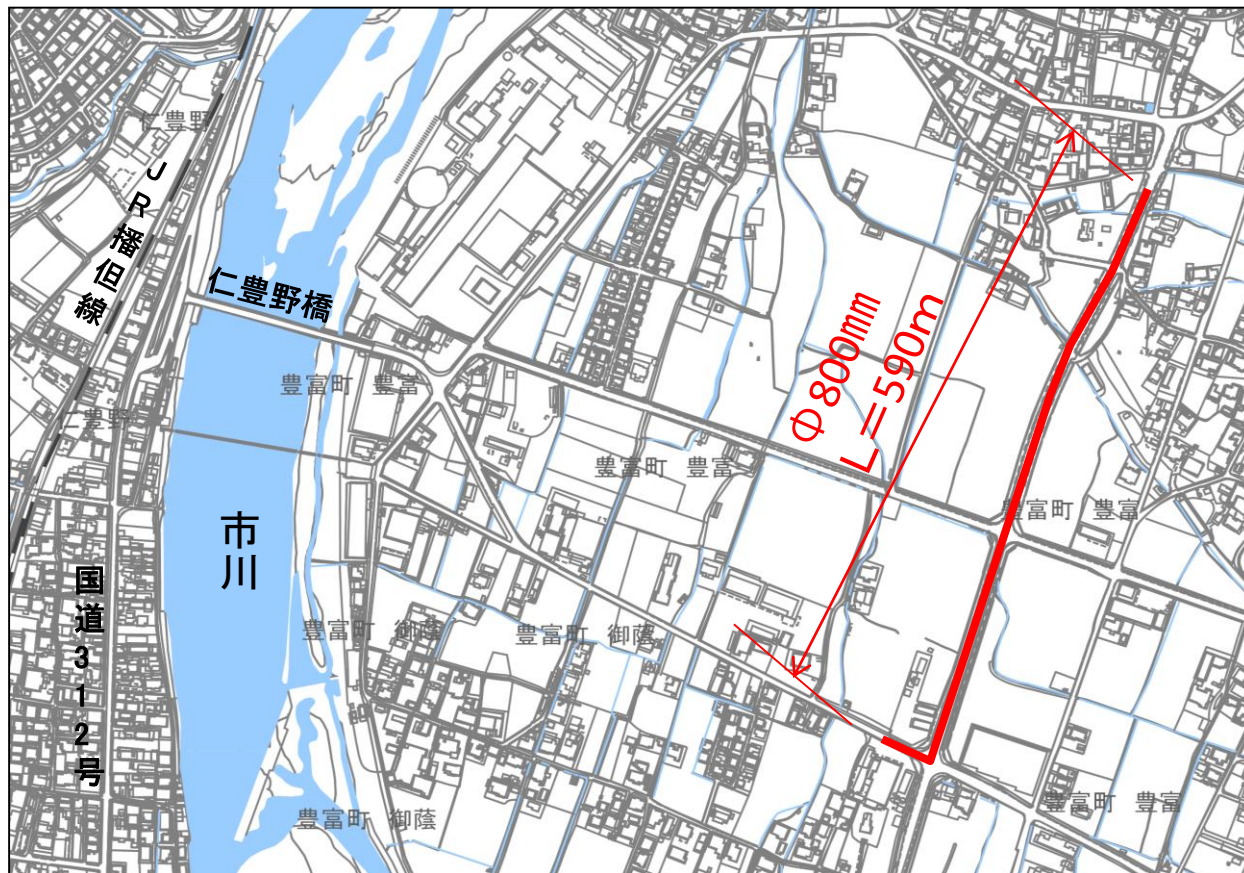 仁豊野
JR播但線
仁豊野橋
豊富町 豊富
仁豊野
Φ800㎜
L=590m
豊富町 豊富
豊富町 豊富
市川
国道312号
豊富町 御蔭
豊富町 御蔭
豊富町 御蔭
豊富町 豊富